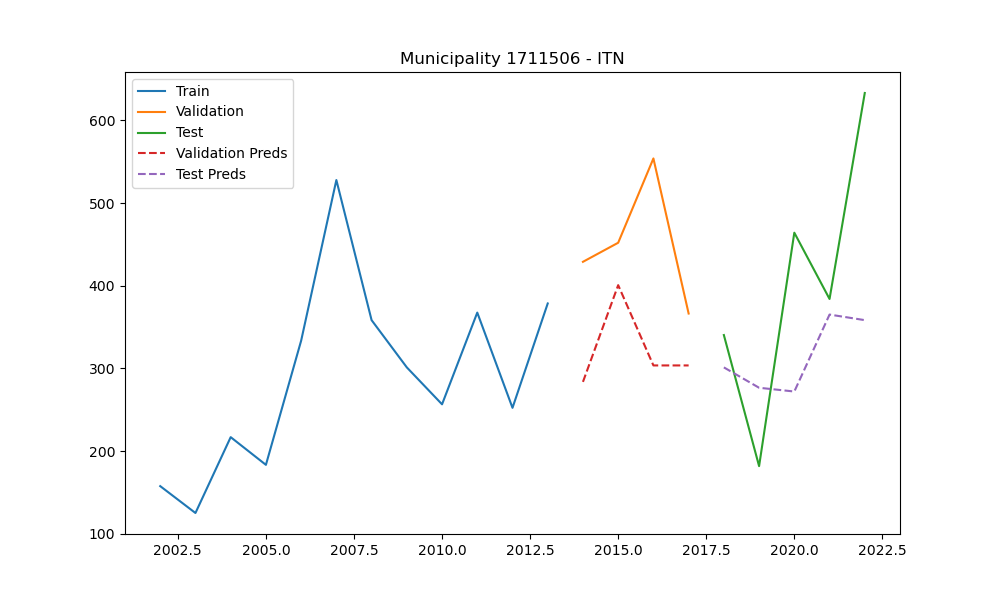 Municipality 1711506 - ITN
Train
Validation
Test
Validation Preds
Test Preds
600
500
400
300
200
100
2002.5 2005.0 2007.5 2010.0 2012.5 2015.0 2017.5 2020.0 2022.5